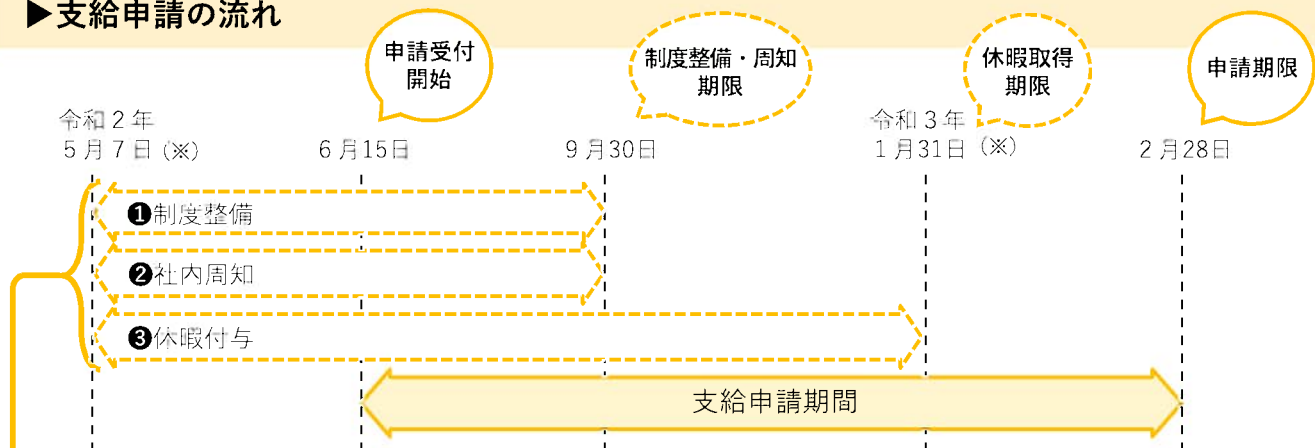 ▶支給申請の流れ
申請受付
開始
制度整備・周知
期限
休暇取得
期限
申請期限
令和2年
5月7日(※)
6月15日
9月30日
令和3年
1月31日(※)
2月28日
❶制度整備
❷社内周知
❸休暇付与
支給申請期間